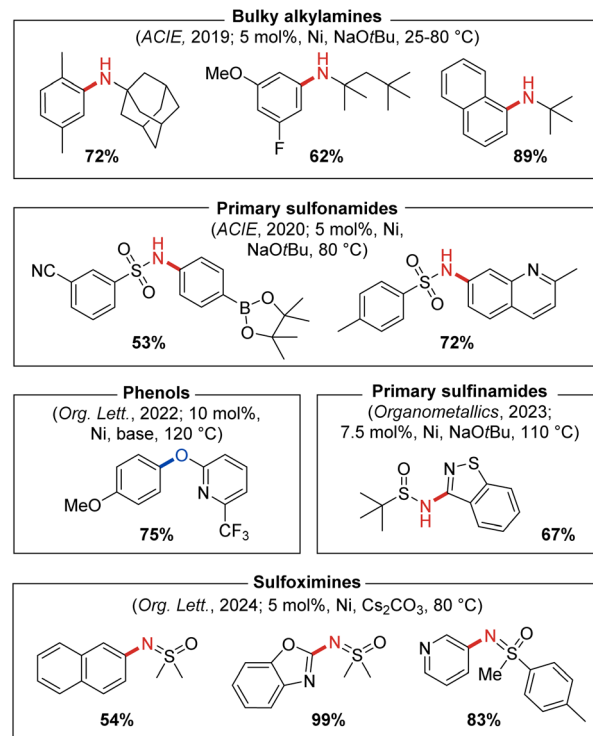 Bulky alkylamines
(ACIE, 2019; 5 mol%, Ni, NaOtBu, 25-80 °C)
H
N
72%
MeO
H
N
F
62%
H
N
89%
Primary sulfonamides
(ACIE, 2020; 5 mol%, Ni,
NaOtBu, 80 °C)
NC
O
S
O
H
N
B
O
O
53%
O
S
O
H
N
N
72%
Phenols
(Org. Lett., 2022; 10 mol%,
Ni, base, 120 °C)
MeO
O
N
CF3
75%
Primary sulfinamides
(Organometallics, 2023;
7.5 mol%, Ni, NaOtBu, 110 °C)
O
S
N
H
N
S
67%
Sulfoximines
(Org. Lett., 2024; 5 mol%, Ni, Cs2CO3, 80 °C)
N
S
O
54%
O
N
N
S
O
99%
N
N
S
O
Me
83%